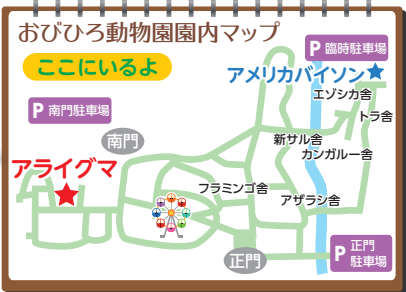 おびひろ動物園園内マップ
ここにいるよ
P 臨時駐車場
アメリカバイソン
エゾシカ舎
トラ舎
P 南門駐車場
南門
新サル舎
カンガルー舎
アライグマ
フラミンゴ舎
アザラシ舎
正門
P 正門
駐車場